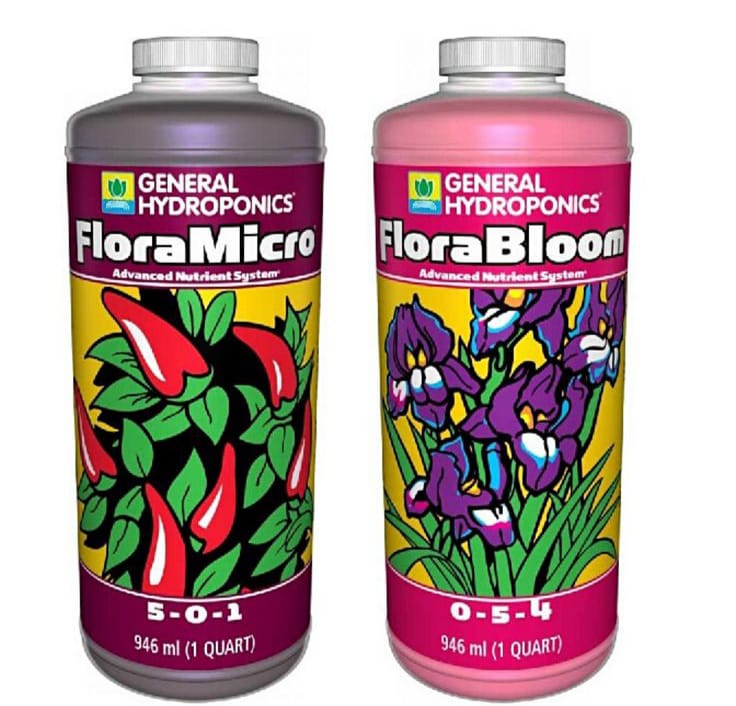 GENERAL
HYDROPONICS
FloraMicro
Advanced Nutrient System
5-0-1
946 ml (1 QUART)
GENERAL
HYDROPONICS
FloraBloom
Advanced Nutrient System
0-5-4
946 ml (1 QUART)